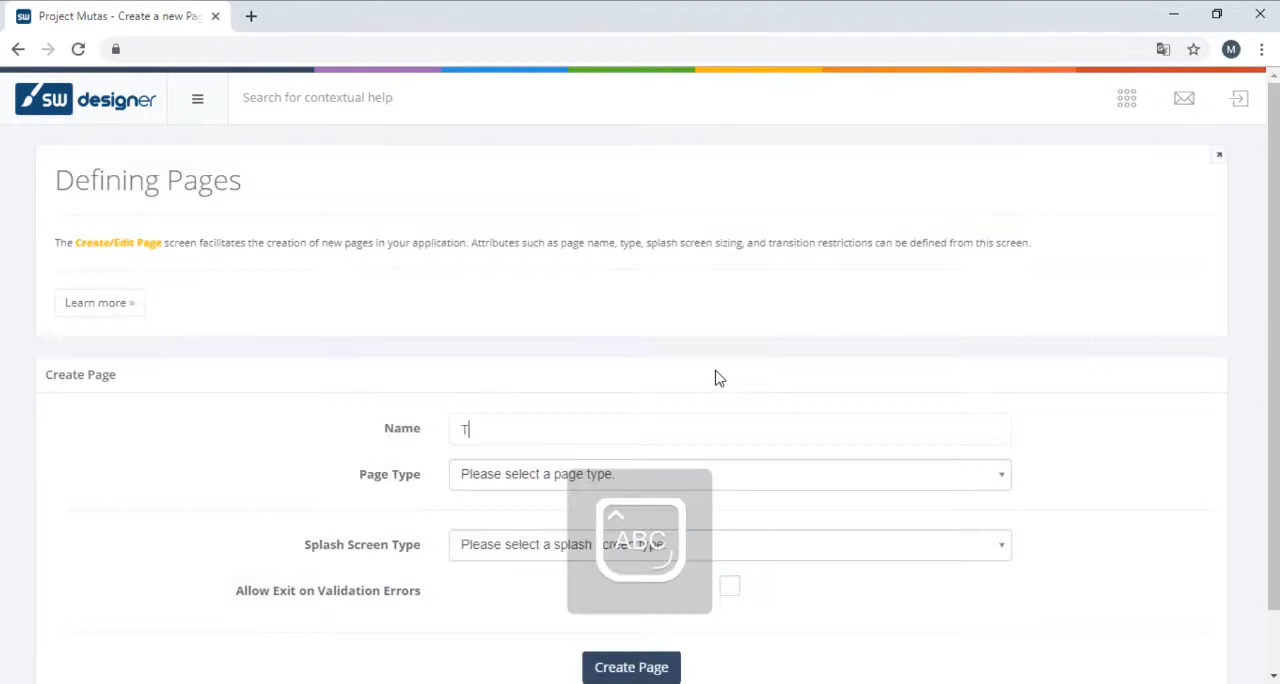 Project Mutas - Create a new Pag
M
SW designer
Search for contextual help
Defining Pages
The Create/Edit Page screen facilitates the creation of new pages in your application. Attributes such as page name, type, splash screen sizing, and transition restrictions can be defined from this screen.
Learn more »
Create Page
Name
T
Page Type
Please select a page type.
Splash Screen Type
Please select a splash screen type.
ABC
Allow Exit on Validation Errors
Create Page